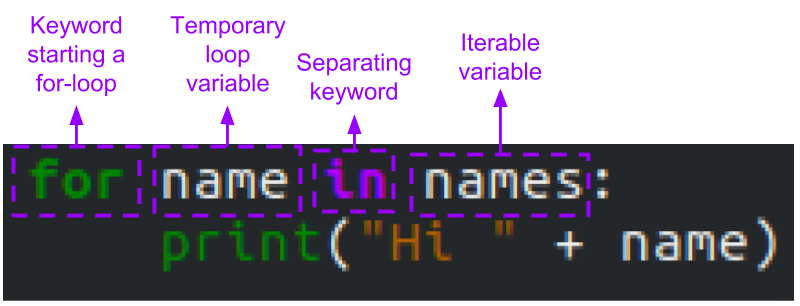 Keyword
starting a
for-loop
Temporary
loop
variable
Separating
keyword
Iterable
variable
for name in names:
print("Hi " + name)